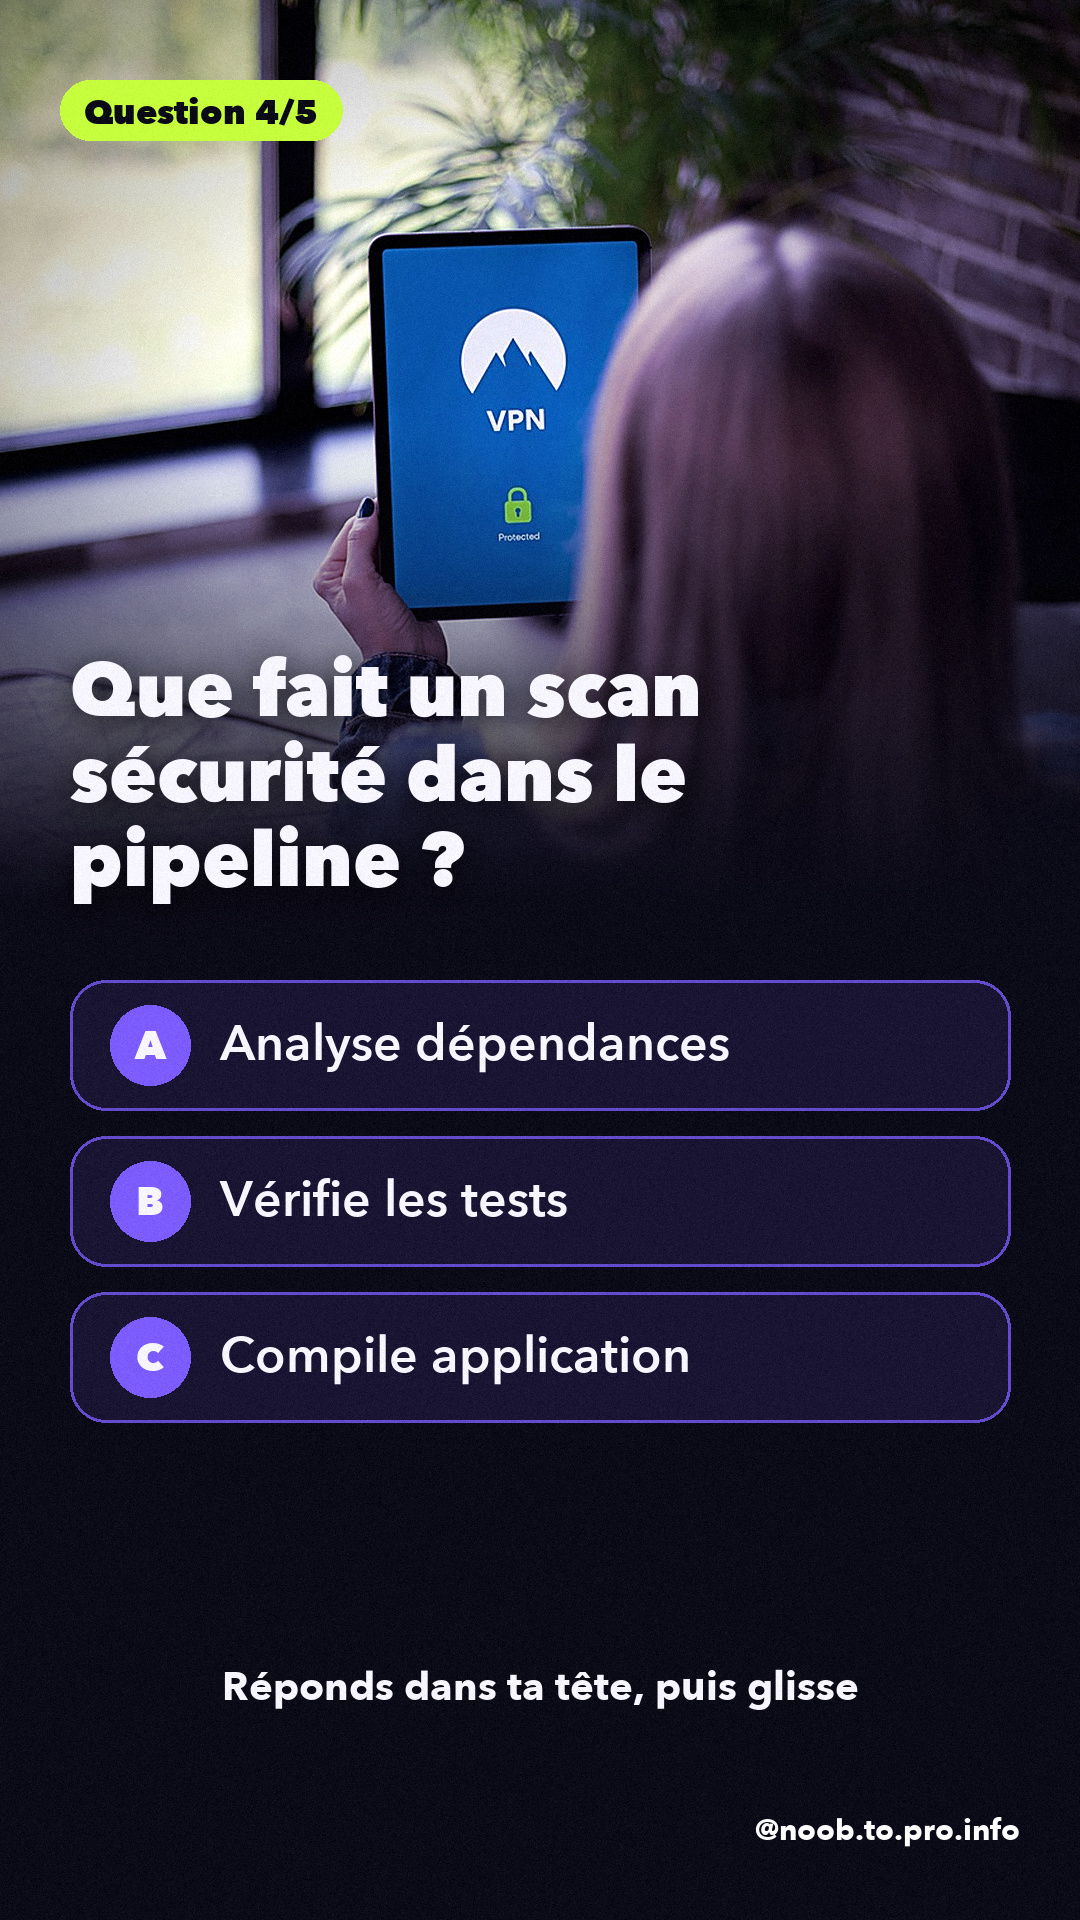 Question 4/5
VPN
Protected
Que fait un scan
sécurité dans le
pipeline ?
A Analyse dépendances
B Vérifie les tests
C Compile application
Réponds dans ta tête, puis glisse
@noob.to.pro.info